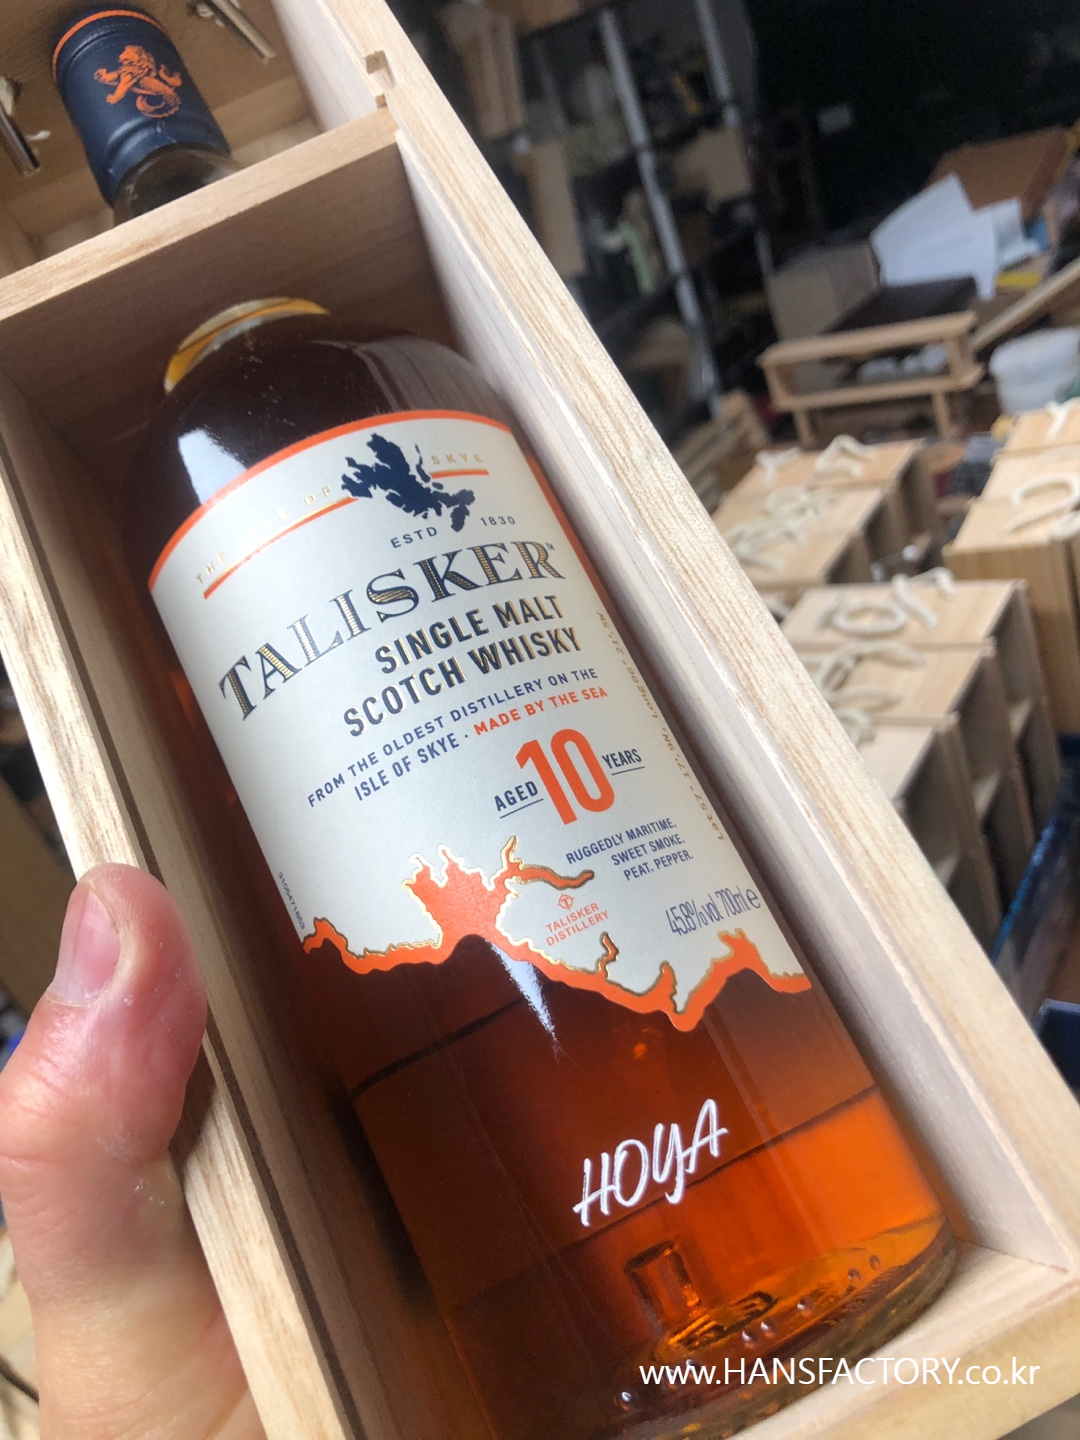 THE ISLE OF SKYE
ESTD 1830
TALISKER™
SINGLE MALT
SCOTCH WHISKY
FROM THE OLDEST DISTILLERY ON THE
ISLE OF SKYE · MADE BY THE SEA
AGED 10 YEARS
RUGGEDLY MARITIME.
SWEET SMOKE.
PEAT. PEPPER.
TALISKER
DISTILLERY
45.8% vol 700ml e
HOYA
www.HANSFACTORY.co.kr